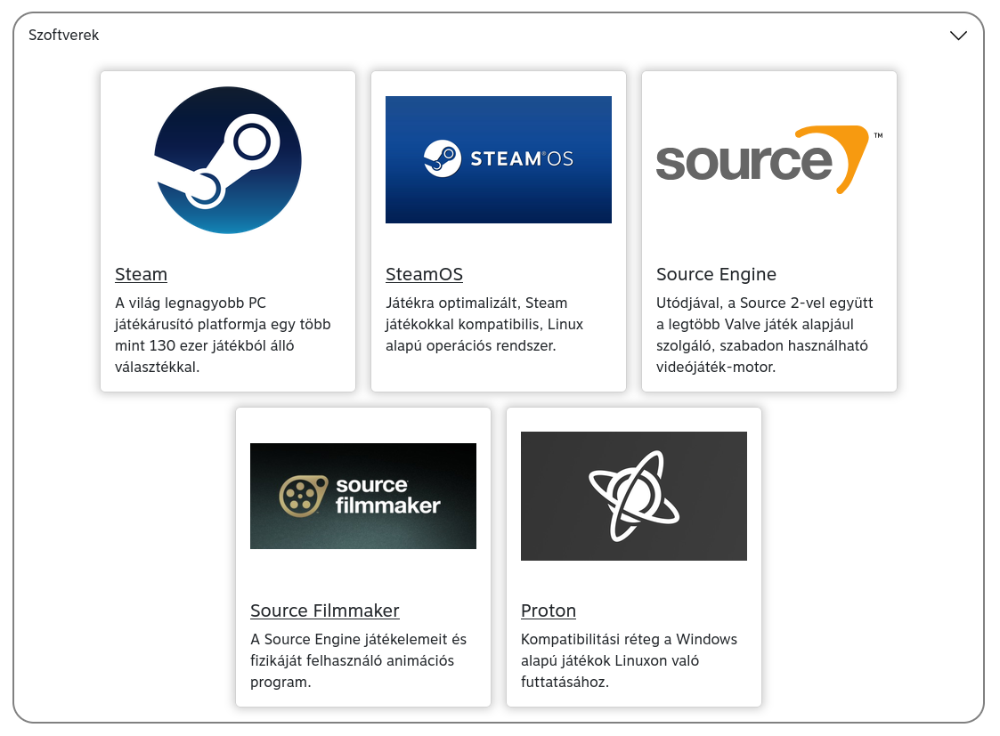 Szoftverek
STEAM®OS
source™
Steam
A világ legnagyobb PC
játékárusító platformja egy több
mint 130 ezer játékból álló
választékkal.
SteamOS
Játékra optimalizált, Steam
játékokkal kompatibilis, Linux
alapú operációs rendszer.
Source Engine
Utódjával, a Source 2-vel együtt
a legtöbb Valve játék alapjául
szolgáló, szabadon használható
videójáték-motor.
source
filmmaker
Source Filmmaker
A Source Engine játékelemeit és
fizikáját felhasználó animációs
program.
Proton
Kompatibilitási réteg a Windows
alapú játékok Linuxon való
futtatásához.